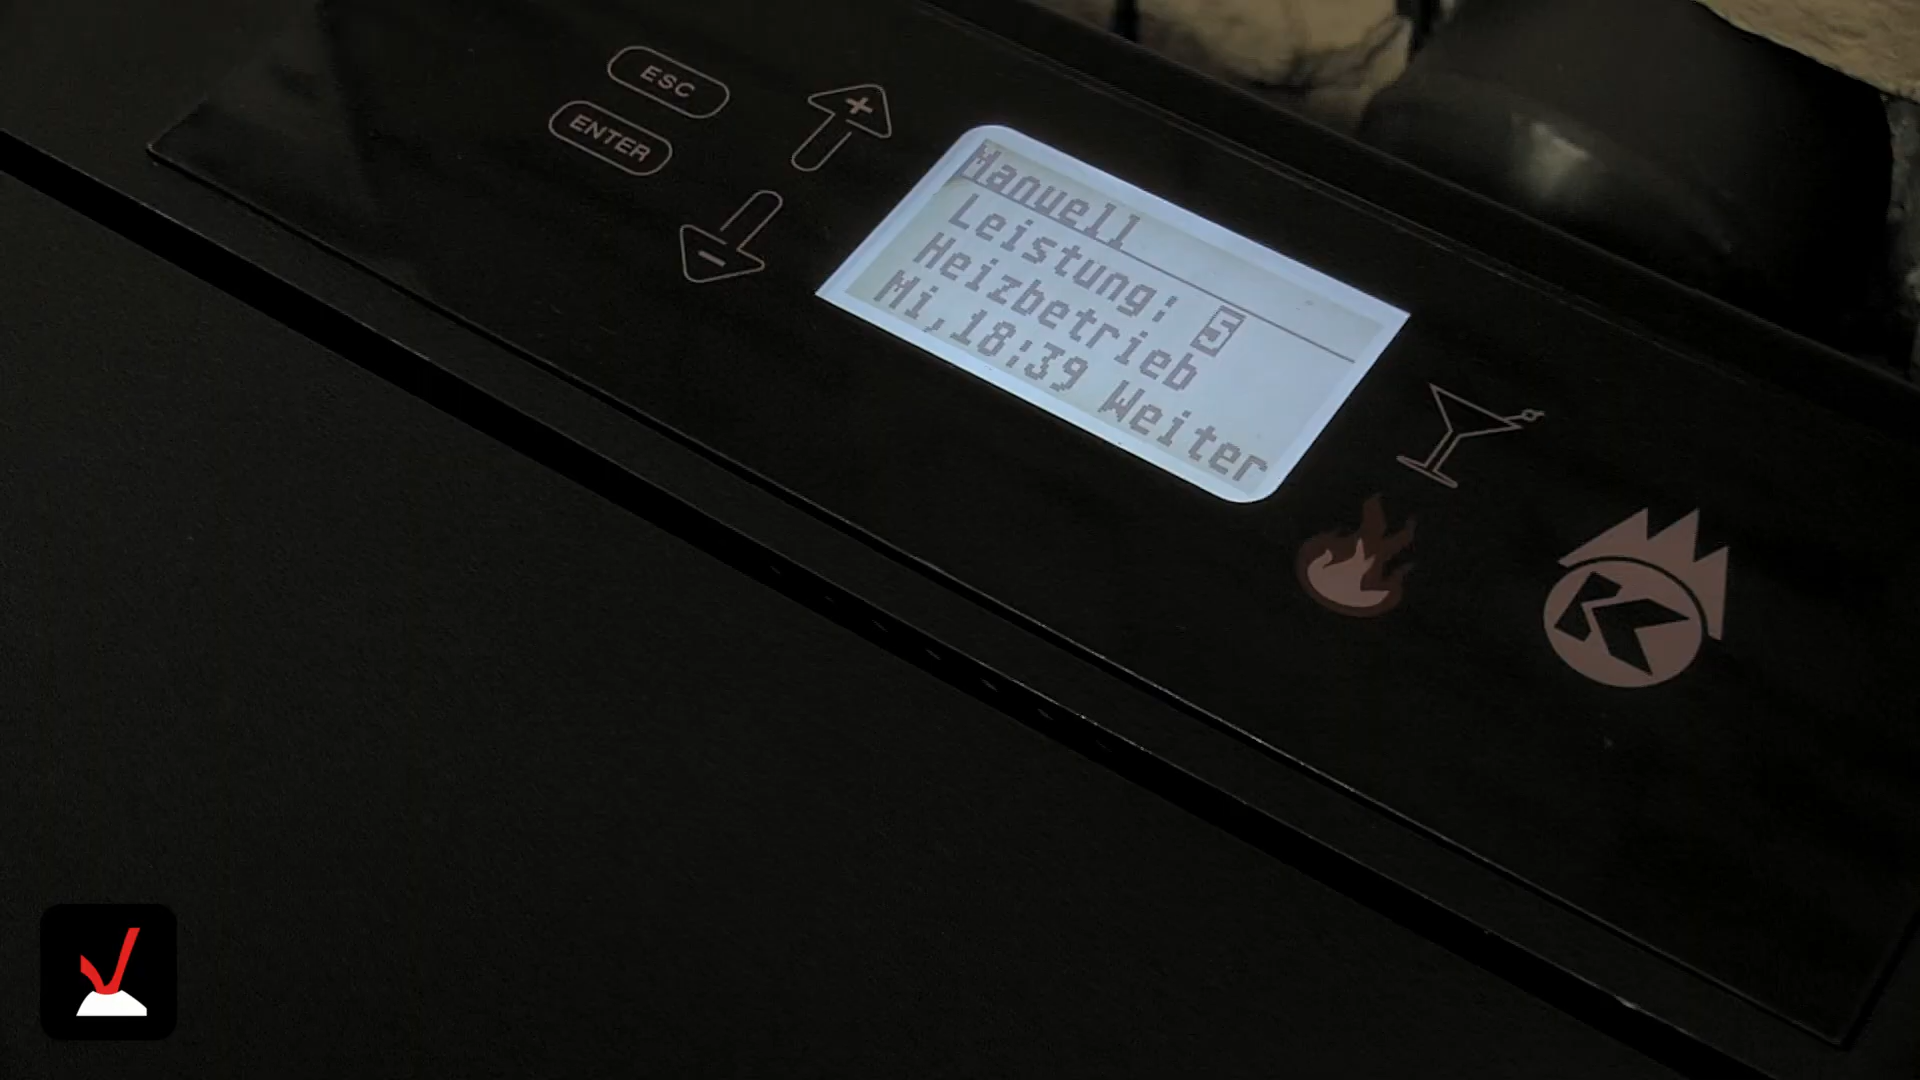 ESC
ENTER
+
-
Manuell
Leistung: 5
Heizbetrieb
Mi,18:39 Weiter
K